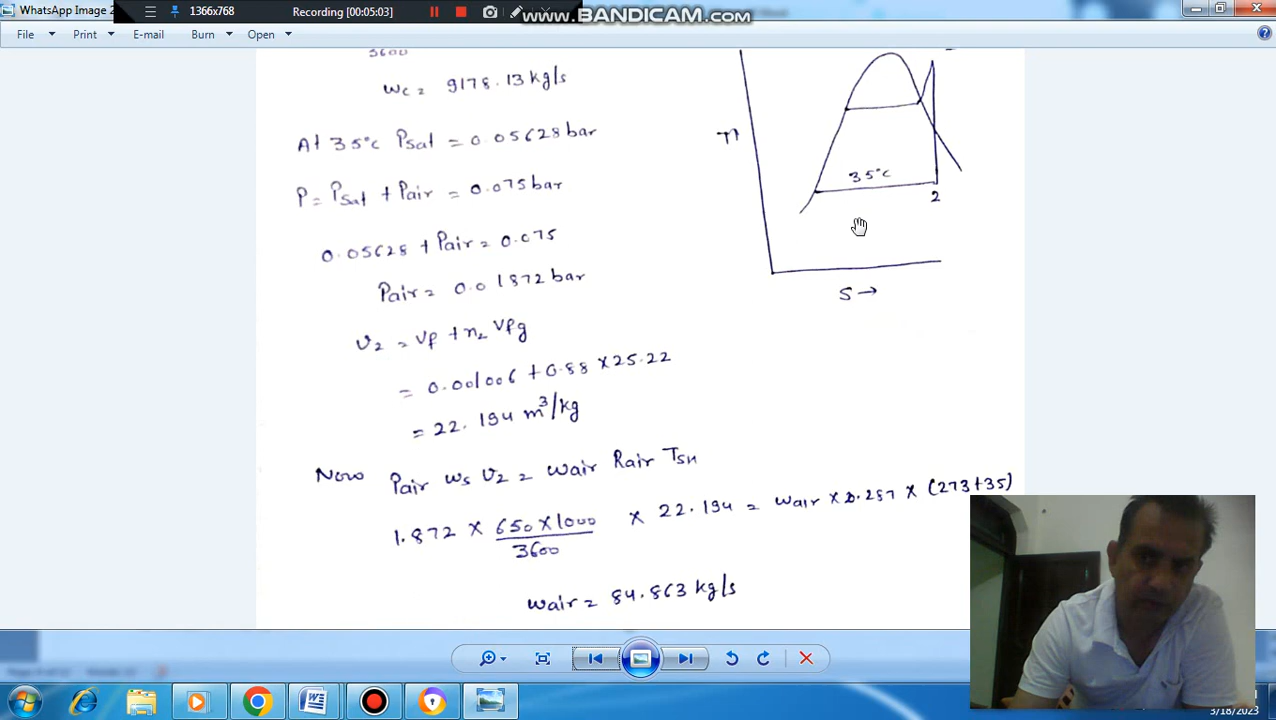 WhatsApp Image 2
1366x768
Recording [00:05:03]
www.BANDICAM.com
File Print E-mail Burn Open
3600
wc = 9178.13 kg/s
At 35°C Psat = 0.05628 bar
P = Psat + Pair = 0.075 bar
0.05628 + Pair = 0.075
Pair = 0.01872 bar
v2 = vf + x2 vfg
= 0.001006 + 0.88 × 25.22
= 22.194 m³/kg
Now Pair ws v2 = wair Rair Tsat
1.872 × 650 × 1000 / 3600 × 22.194 = wair × 0.287 × (273+35)
wair = 84.863 kg/s
T
35°C
2
S →
3/18/2023